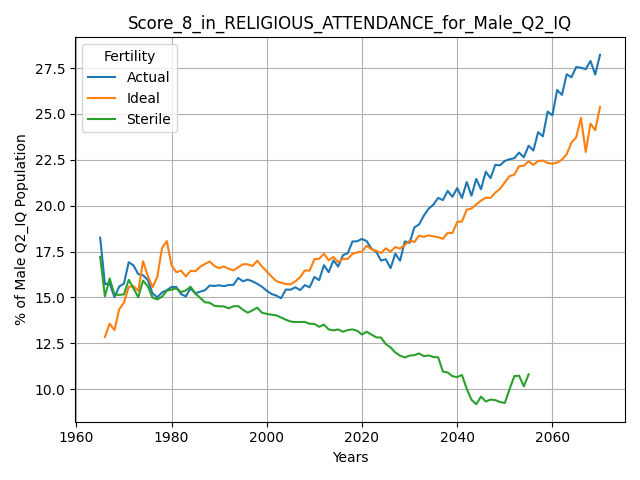 Score_8_in_RELIGIOUS_ATTENDANCE_for_Male_Q2_IQ
Fertility
Actual
Ideal
Sterile
% of Male Q2_IQ Population
27.5
25.0
22.5
20.0
17.5
15.0
12.5
10.0
1960
1980
2000
2020
2040
2060
Years